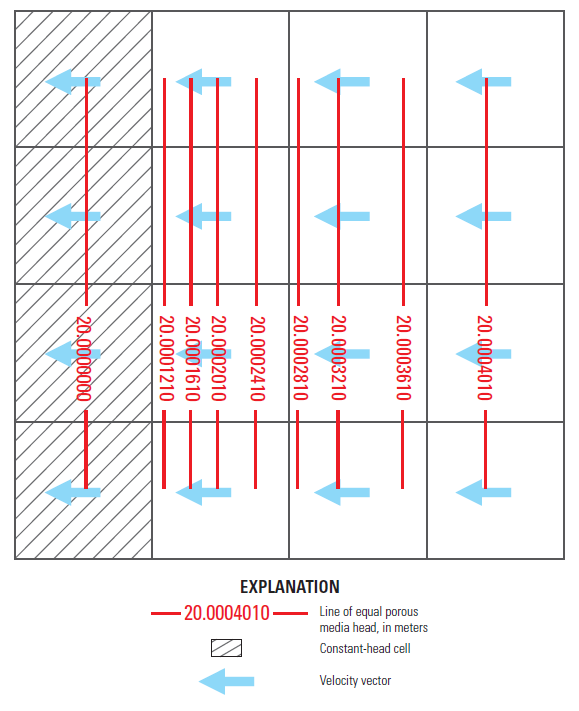 20.0000000
20.0001210
20.0001610
20.0002010
20.0002410
20.0002810
20.0003210
20.0003610
20.0004010
EXPLANATION
20.0004010
Line of equal porous
media head, in meters
Constant-head cell
Velocity vector